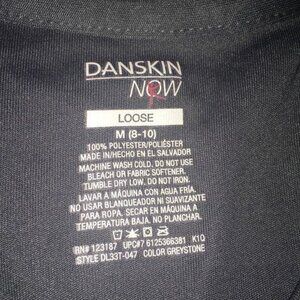 DANSKIN
NOW
LOOSE
M (8-10)
100% POLYESTER/POLIÉSTER
MADE IN/HECHO EN EL SALVADOR
MACHINE WASH COLD. DO NOT USE
BLEACH OR FABRIC SOFTENER.
TUMBLE DRY LOW. DO NOT IRON.
LAVAR A MÁQUINA CON AGUA FRÍA.
NO USAR BLANQUEADOR NI SUAVIZANTE
PARA ROPA. SECAR EN MÁQUINA A
TEMPERATURA BAJA. NO PLANCHAR.
RN# 123187 UPC#7 6125366381 K1Q
STYLE DL33T-047 COLOR GREYSTONE